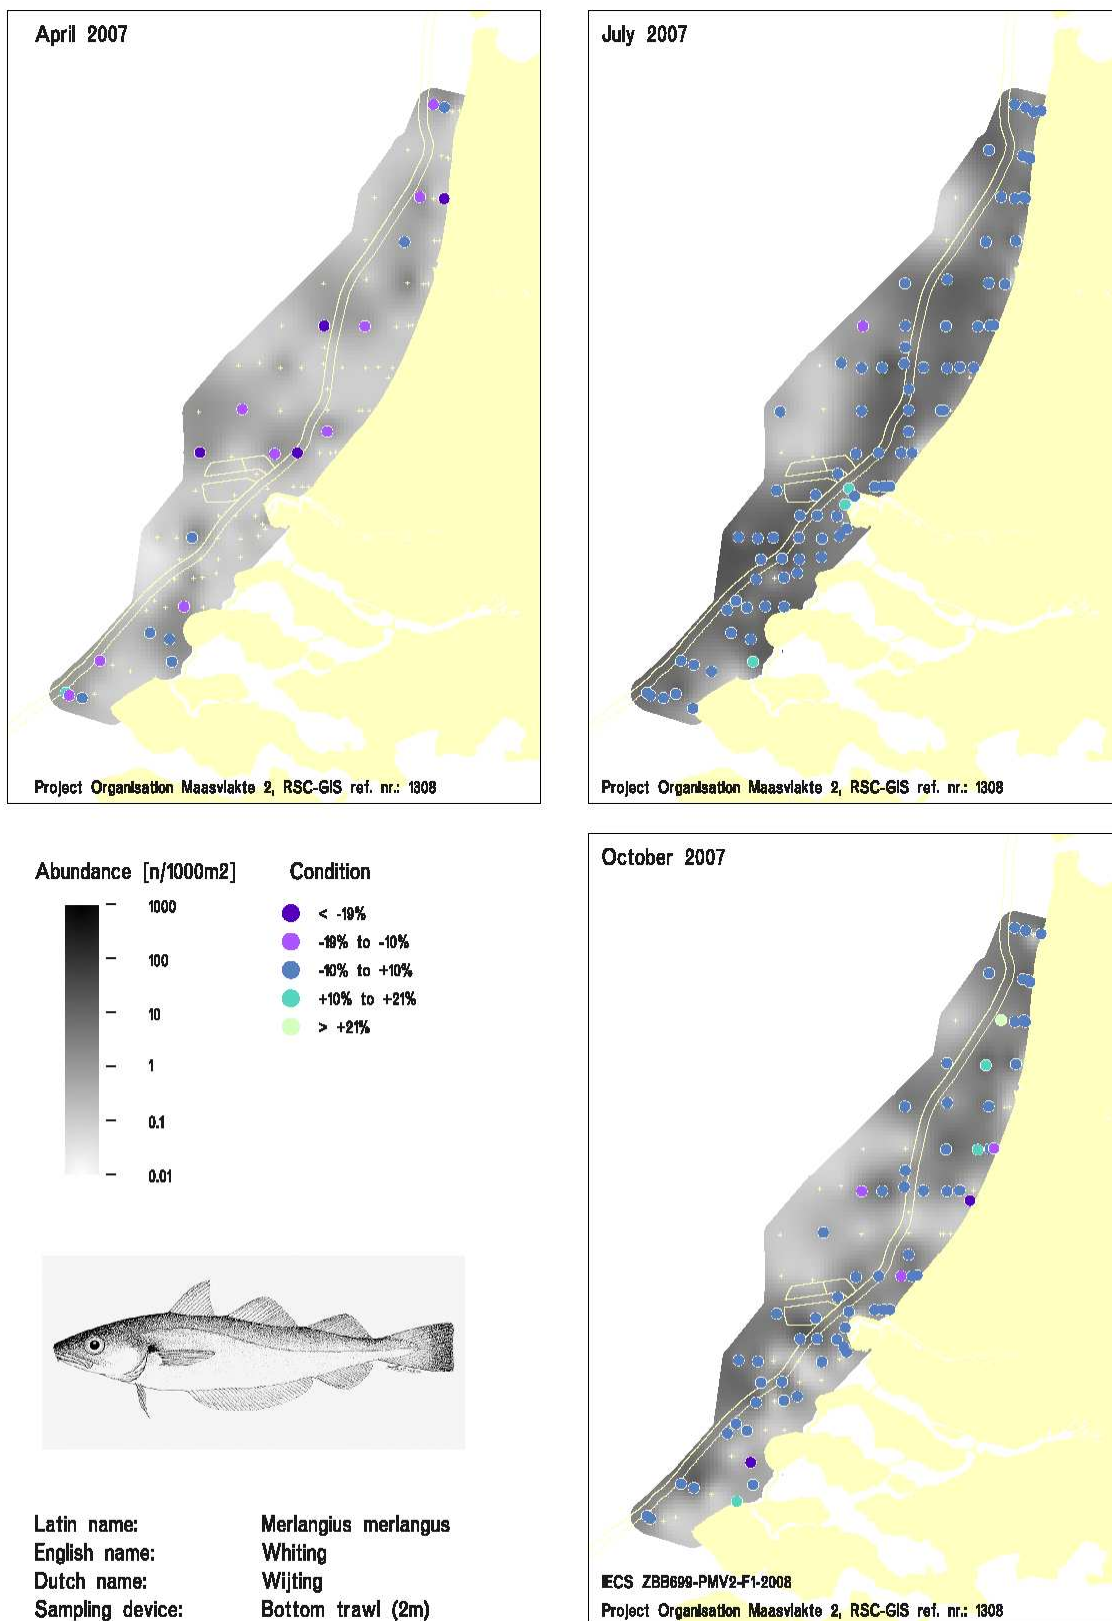 April 2007
July 2007
Project Organisation Maasvlakte 2, RSC-GIS ref. nr.: 1308
Project Organisation Maasvlakte 2, RSC-GIS ref. nr.: 1308
Abundance [n/1000m2]
1000
100
10
1
0.1
0.01
Condition
< -19%
-19% to -10%
-10% to +10%
+10% to +21%
> +21%
October 2007
Latin name: Merlangius merlangus
English name: Whiting
Dutch name: Wijting
Sampling device: Bottom trawl (2m)
IECS ZBB699-PMV2-F1-2008
Project Organisation Maasvlakte 2, RSC-GIS ref. nr.: 1308